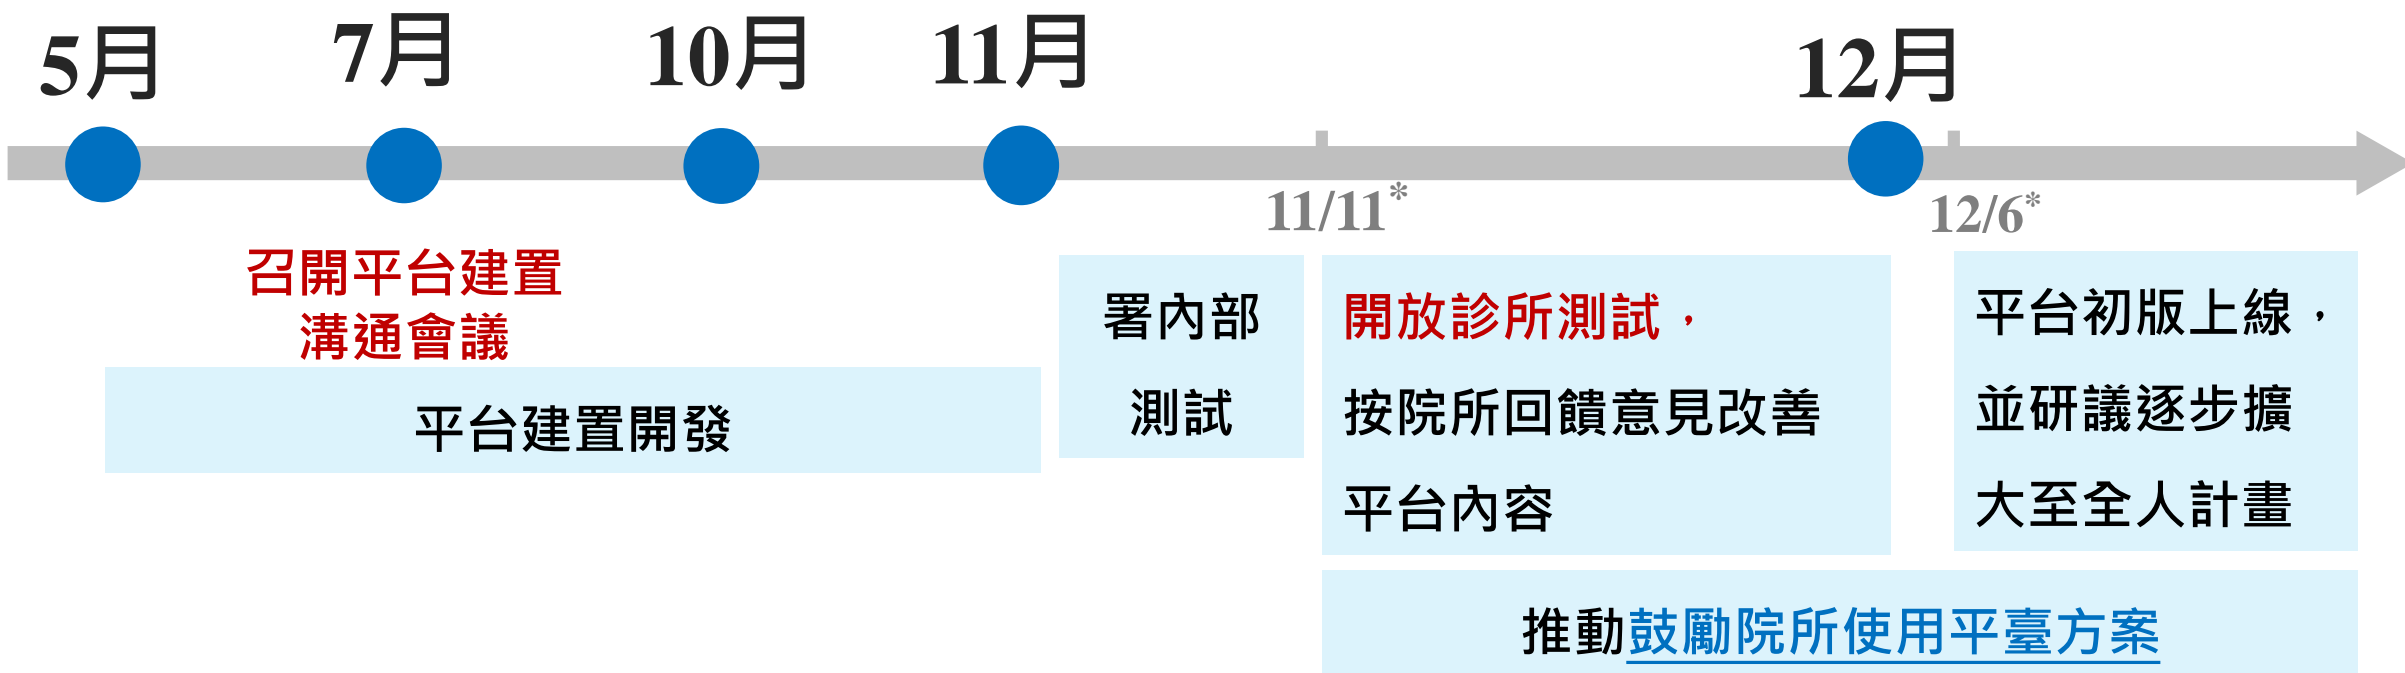 5月
7月
10月
11月
12月
11/11*
12/6*
召開平台建置
溝通會議
平台建置開發
署內部
測試
開放診所測試，
按院所回饋意見改善
平台內容
平台初版上線，
並研議逐步擴
大至全人計畫
推動鼓勵院所使用平臺方案